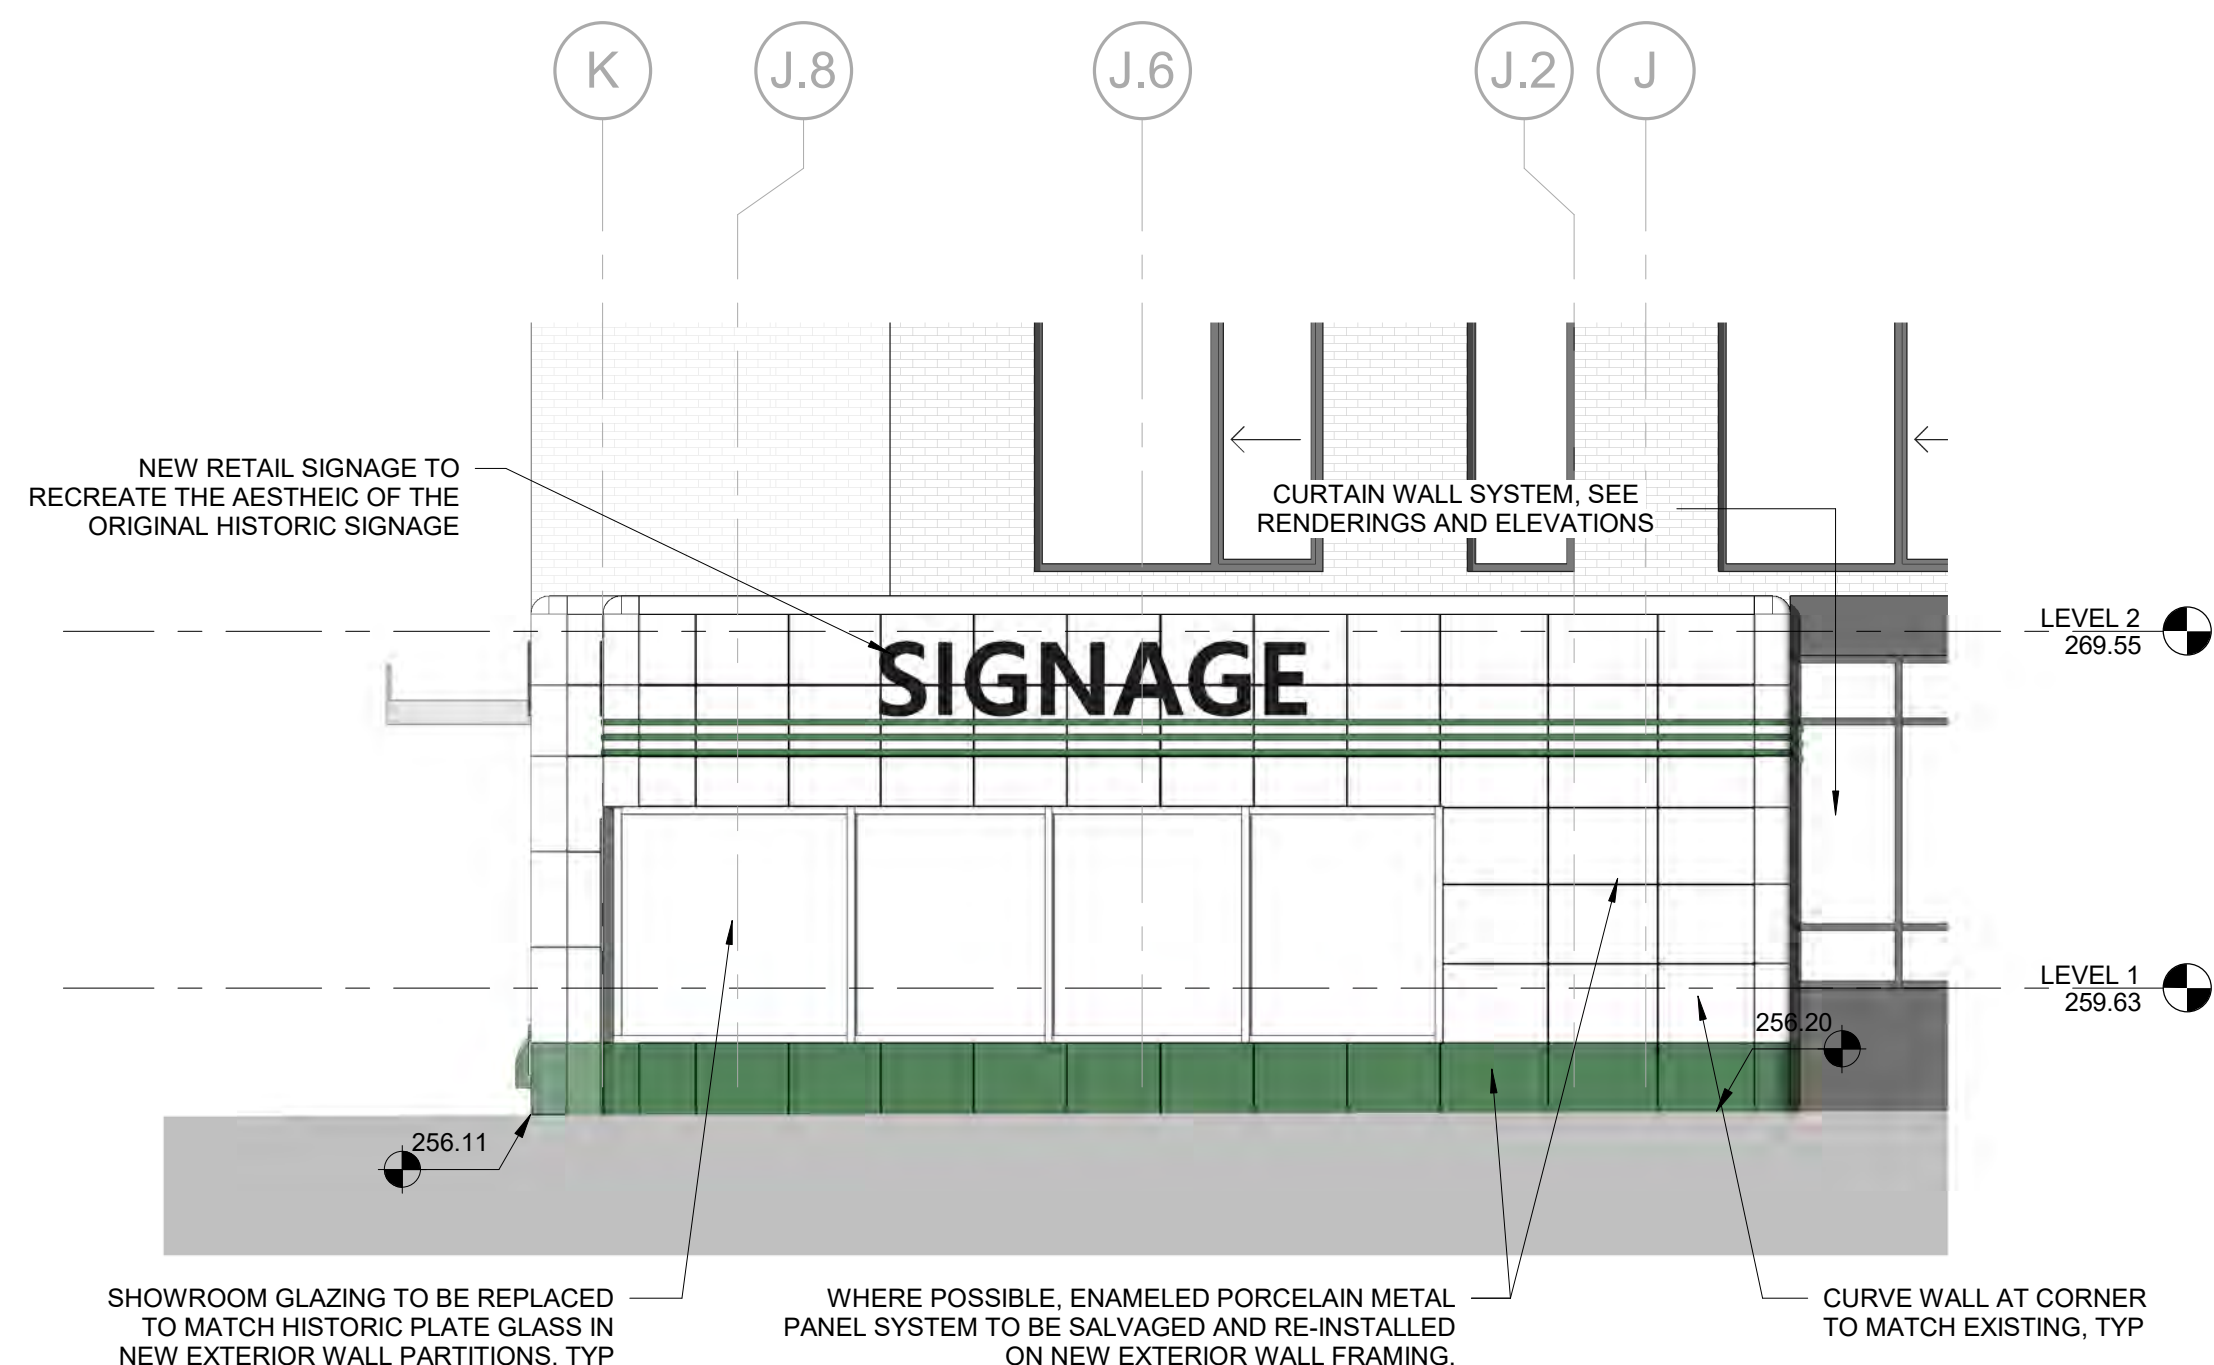 K
J.8
J.6
J.2
J
NEW RETAIL SIGNAGE TO
RECREATE THE AESTHEIC OF THE
ORIGINAL HISTORIC SIGNAGE
CURTAIN WALL SYSTEM, SEE
RENDERINGS AND ELEVATIONS
LEVEL 2
269.55
SIGNAGE
LEVEL 1
259.63
256.20
256.11
SHOWROOM GLAZING TO BE REPLACED
TO MATCH HISTORIC PLATE GLASS IN
NEW EXTERIOR WALL PARTITIONS, TYP
WHERE POSSIBLE, ENAMELED PORCELAIN METAL
PANEL SYSTEM TO BE SALVAGED AND RE-INSTALLED
ON NEW EXTERIOR WALL FRAMING.
CURVE WALL AT CORNER
TO MATCH EXISTING, TYP